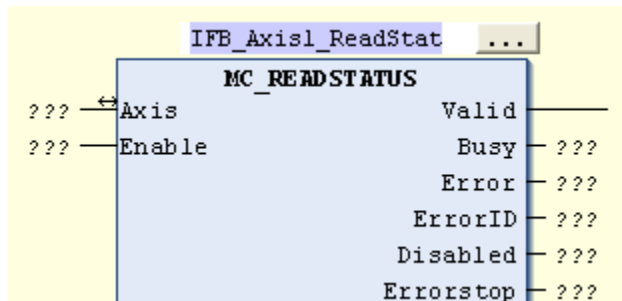 IFB_Axis1_ReadStat ...
MC_READSTATUS
??? Axis Valid
??? Enable Busy ???
Error ???
ErrorID ???
Disabled ???
Errorstop ???